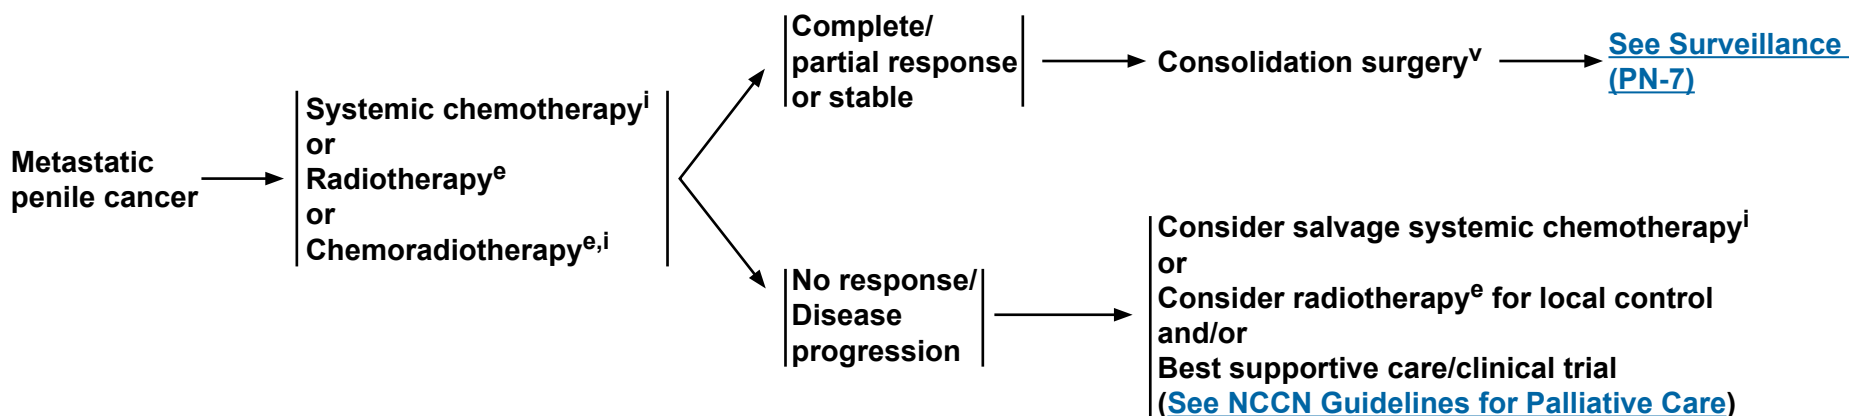 Metastatic
penile cancer
Systemic chemotherapyⁱ
or
Radiotherapyᵉ
or
Chemoradiotherapyᵉ,ⁱ
Complete/
partial response
or stable
Consolidation surgeryᵛ
See Surveillance
(PN-7)
No response/
Disease
progression
Consider salvage systemic chemotherapyⁱ
or
Consider radiotherapyᵉ for local control
and/or
Best supportive care/clinical trial
(See NCCN Guidelines for Palliative Care)